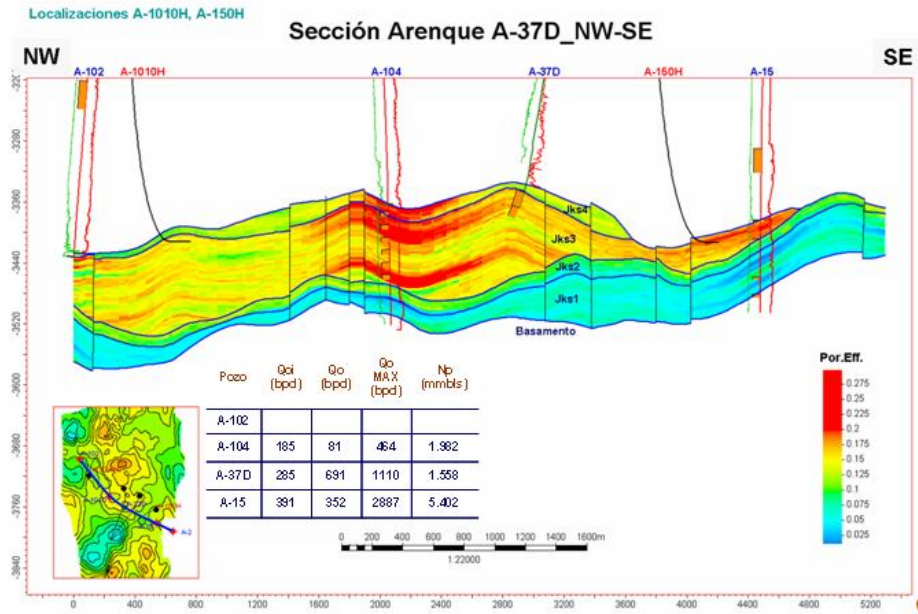 Localizaciones A-1010H, A-150H
Sección Arenque A-37D_NW-SE
NW
SE
A-102
A-1010H
A-104
A-37D
A-150H
A-15
-3280
-3360
-3440
-3520
-3600
-3680
-3760
-3840
Jks4
Jks3
Jks2
Jks1
Basamento
Pozo Qoi (bpd) Qo (bpd) Qo MAX (bpd) Np (mmbls)
A-102
A-104 185 81 464 1.982
A-37D 285 691 1110 1.558
A-15 391 352 2887 5.402
Por.Eff.
0.275
0.25
0.225
0.2
0.175
0.15
0.125
0.1
0.075
0.05
0.025
0 200 400 600 800 1000 1200 1400 1600m
1:22000
0 400 800 1200 1600 2000 2400 2800 3200 3600 4000 4400 4800 5200